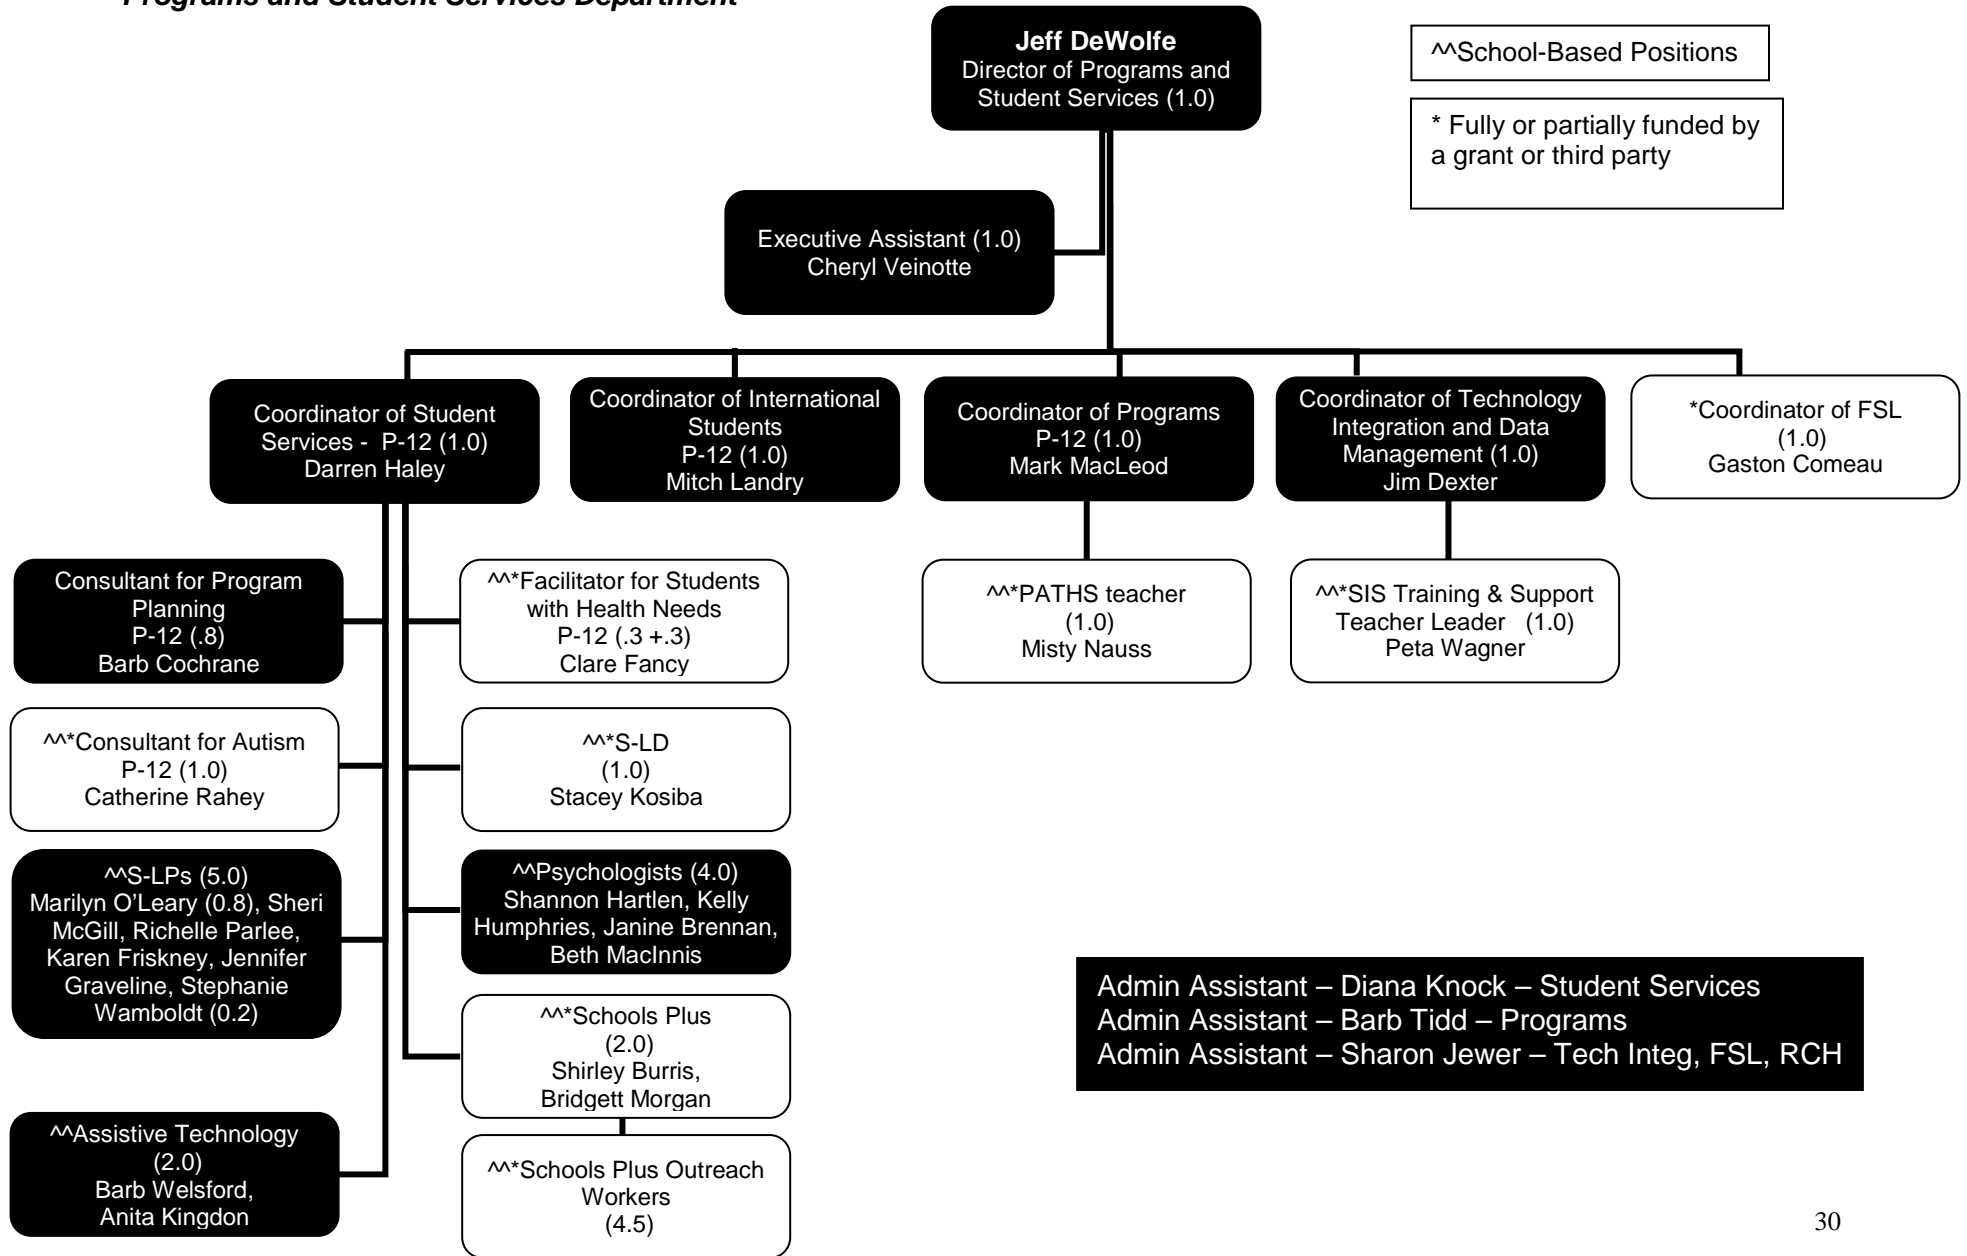 Programs and Student Services Department
Jeff DeWolfe
Director of Programs and
Student Services (1.0)
^^School-Based Positions
* Fully or partially funded by
a grant or third party
Executive Assistant (1.0)
Cheryl Veinotte
Coordinator of Student
Services - P-12 (1.0)
Darren Haley
Coordinator of International
Students
P-12 (1.0)
Mitch Landry
Coordinator of Programs
P-12 (1.0)
Mark MacLeod
Coordinator of Technology
Integration and Data
Management (1.0)
Jim Dexter
*Coordinator of FSL
(1.0)
Gaston Comeau
Consultant for Program
Planning
P-12 (.8)
Barb Cochrane
^^*Facilitator for Students
with Health Needs
P-12 (.3 +.3)
Clare Fancy
^^*PATHS teacher
(1.0)
Misty Nauss
^^*SIS Training & Support
Teacher Leader (1.0)
Peta Wagner
^^*Consultant for Autism
P-12 (1.0)
Catherine Rahey
^^*S-LD
(1.0)
Stacey Kosiba
^^S-LPs (5.0)
Marilyn O’Leary (0.8), Sheri
McGill, Richelle Parlee,
Karen Friskney, Jennifer
Graveline, Stephanie
Wamboldt (0.2)
^^Psychologists (4.0)
Shannon Hartlen, Kelly
Humphries, Janine Brennan,
Beth MacInnis
^^*Schools Plus
(2.0)
Shirley Burris,
Bridgett Morgan
Admin Assistant – Diana Knock – Student Services
Admin Assistant – Barb Tidd – Programs
Admin Assistant – Sharon Jewer – Tech Integ, FSL, RCH
^^Assistive Technology
(2.0)
Barb Welsford,
Anita Kingdon
^^*Schools Plus Outreach
Workers
(4.5)
30